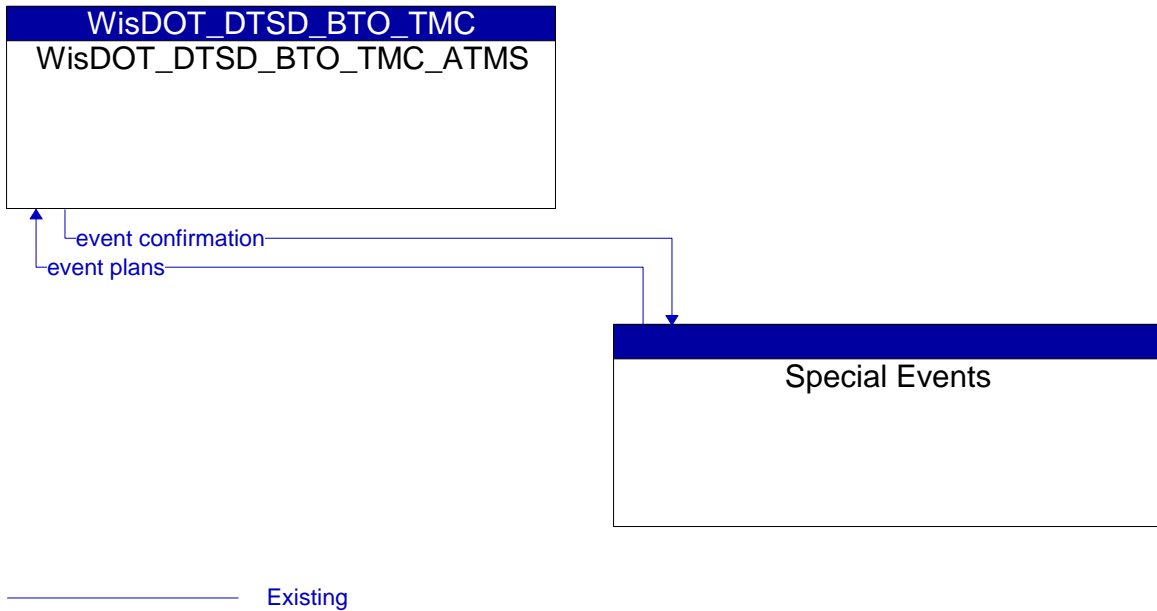 WisDOT_DTSD_BTO_TMC
WisDOT_DTSD_BTO_TMC_ATMS
event confirmation
event plans
Special Events
Existing